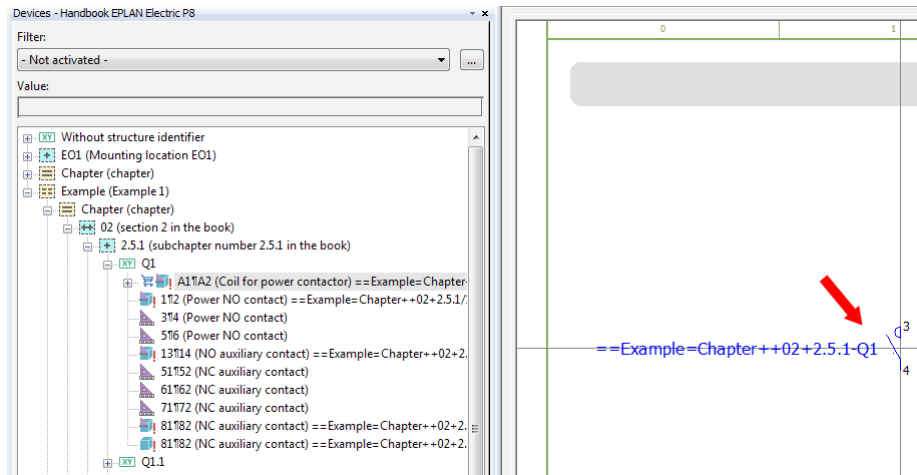 Devices - Handbook EPLAN Electric P8
Filter:
- Not activated -
...
Value:
XY Without structure identifier
EO1 (Mounting location EO1)
Chapter (chapter)
Example (Example 1)
Chapter (chapter)
02 (section 2 in the book)
2.5.1 (subchapter number 2.5.1 in the book)
XY Q1
A1¶A2 (Coil for power contactor) ==Example=Chapter
1¶2 (Power NO contact) ==Example=Chapter++02+2.5.1/
3¶4 (Power NO contact)
5¶6 (Power NO contact)
13¶14 (NO auxiliary contact) ==Example=Chapter++02+2.
51¶52 (NC auxiliary contact)
61¶62 (NC auxiliary contact)
71¶72 (NC auxiliary contact)
81¶82 (NC auxiliary contact) ==Example=Chapter++02+2.
81¶82 (NC auxiliary contact) ==Example=Chapter++02+2.
XY Q1.1
0 1
3
==Example=Chapter++02+2.5.1-Q1
4